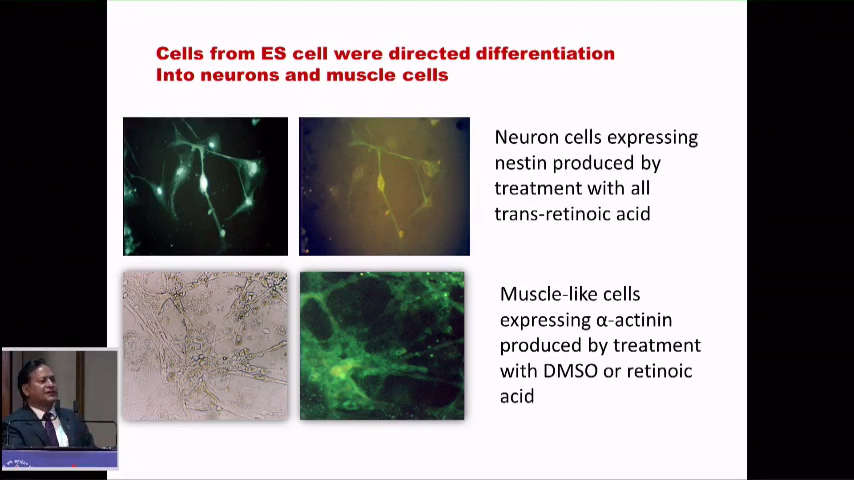 Cells from ES cell were directed differentiation
Into neurons and muscle cells
Neuron cells expressing
nestin produced by
treatment with all
trans-retinoic acid
Muscle-like cells
expressing α-actinin
produced by treatment
with DMSO or retinoic
acid